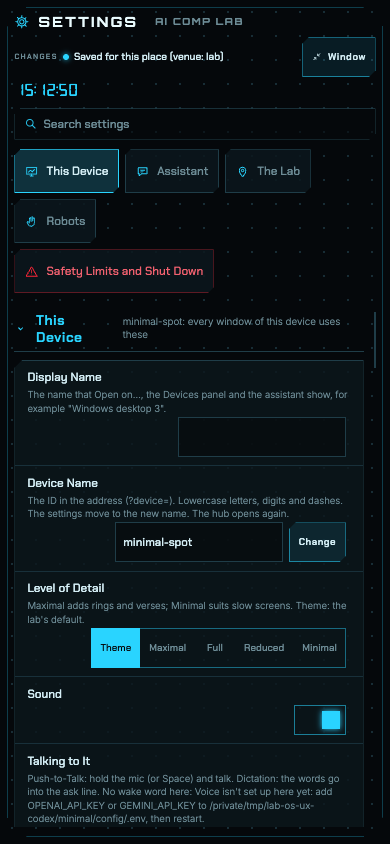 SETTINGS AI COMP LAB
CHANGES Saved for this place (venue: lab)
Window
15:12:50
Search settings
This Device
Assistant
The Lab
Robots
Safety Limits and Shut Down
This Device
minimal-spot: every window of this device uses
these
Display Name
The name that Open on..., the Devices panel and the assistant show, for
example "Windows desktop 3".
Device Name
The ID in the address (?device=). Lowercase letters, digits and dashes.
The settings move to the new name. The hub opens again.
minimal-spot
Change
Level of Detail
Maximal adds rings and verses; Minimal suits slow screens. Theme: the
lab's default.
Theme Maximal Full Reduced Minimal
Sound
Talking to It
Push-to-Talk: hold the mic (or Space) and talk. Dictation: the words go
into the ask line. No wake word here: Voice isn't set up here yet: add
OPENAI_API_KEY or GEMINI_API_KEY to /private/tmp/lab-os-ux-
codex/minimal/config/.env, then restart.